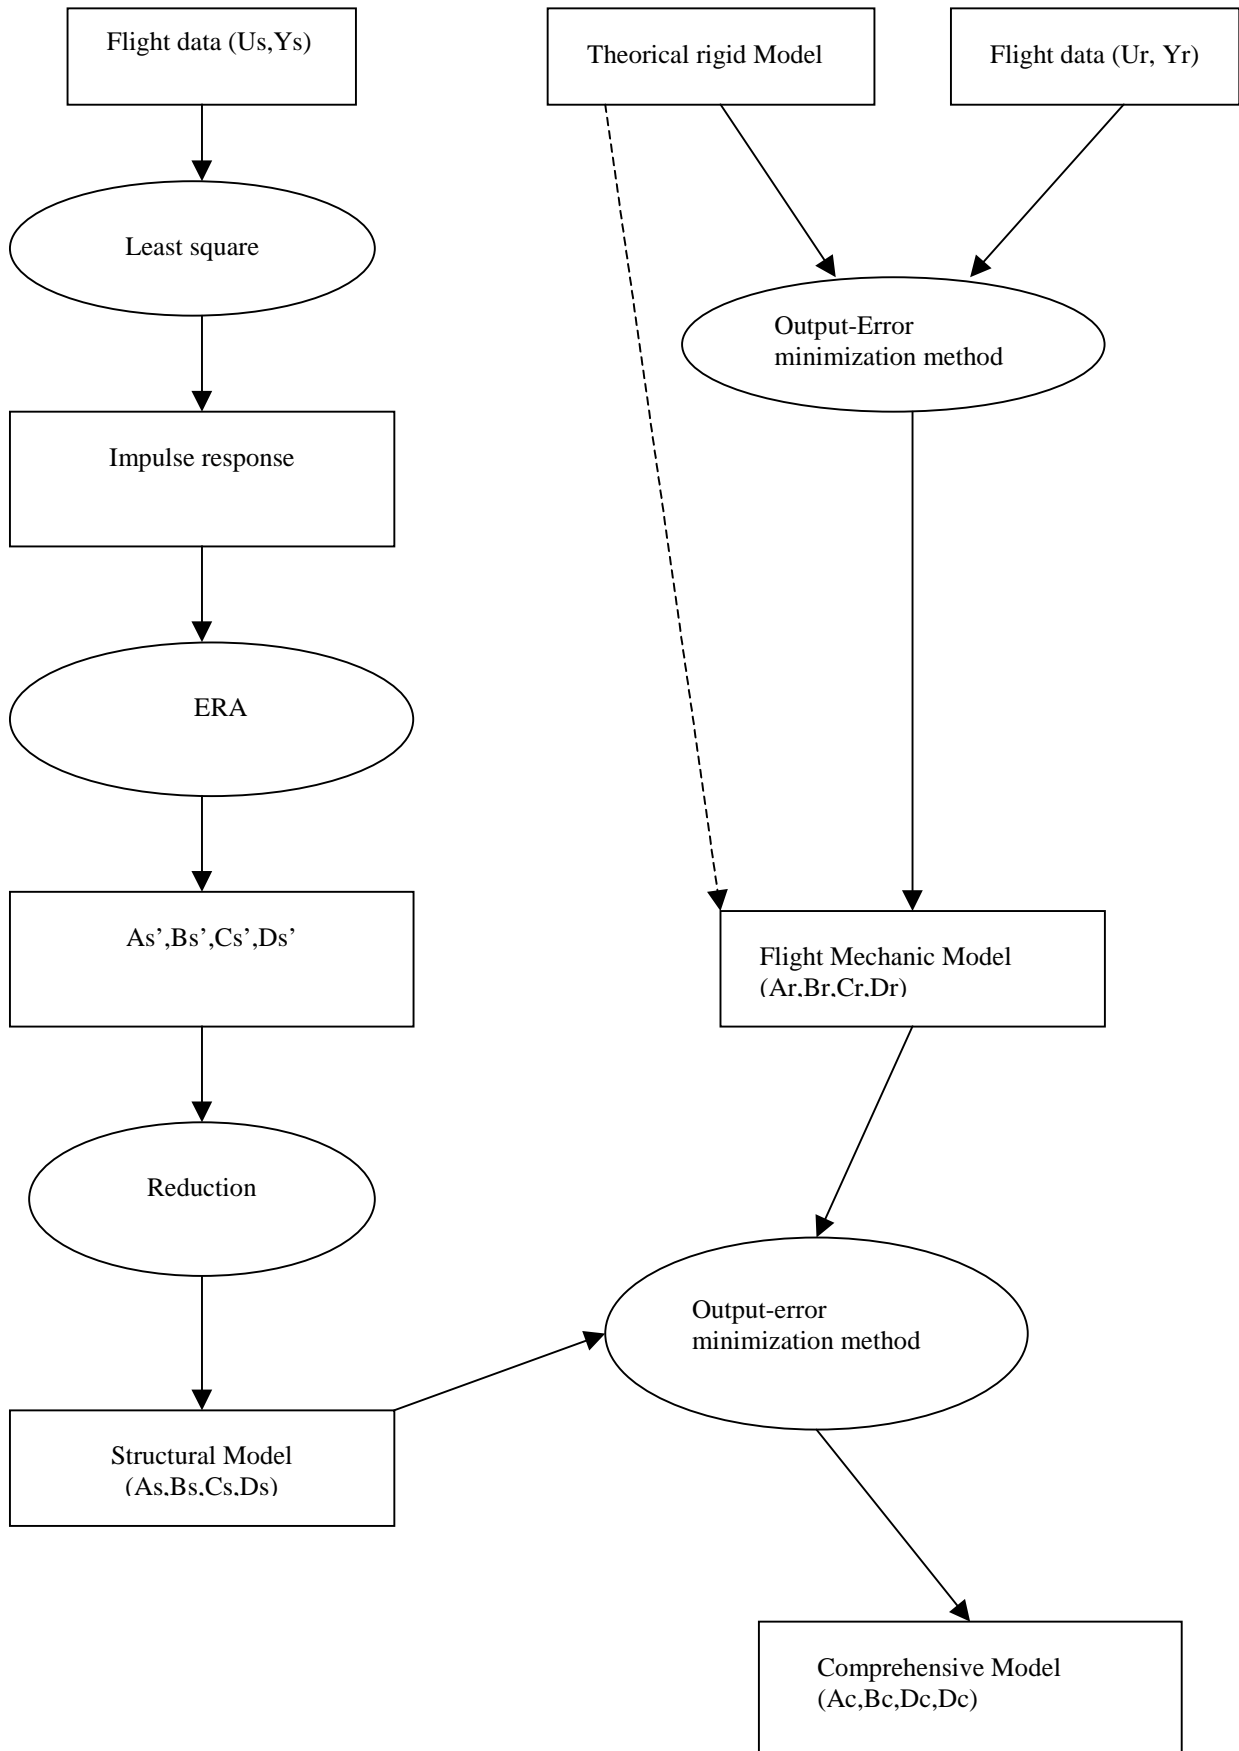 Flight data (Us,Ys)
Theorical rigid Model
Flight data (Ur, Yr)
Least square
Output-Error
minimization method
Impulse response
ERA
As’,Bs’,Cs’,Ds’
Flight Mechanic Model
(Ar,Br,Cr,Dr)
Reduction
Output-error
minimization method
Structural Model
(As,Bs,Cs,Ds)
Comprehensive Model
(Ac,Bc,Dc,Dc)